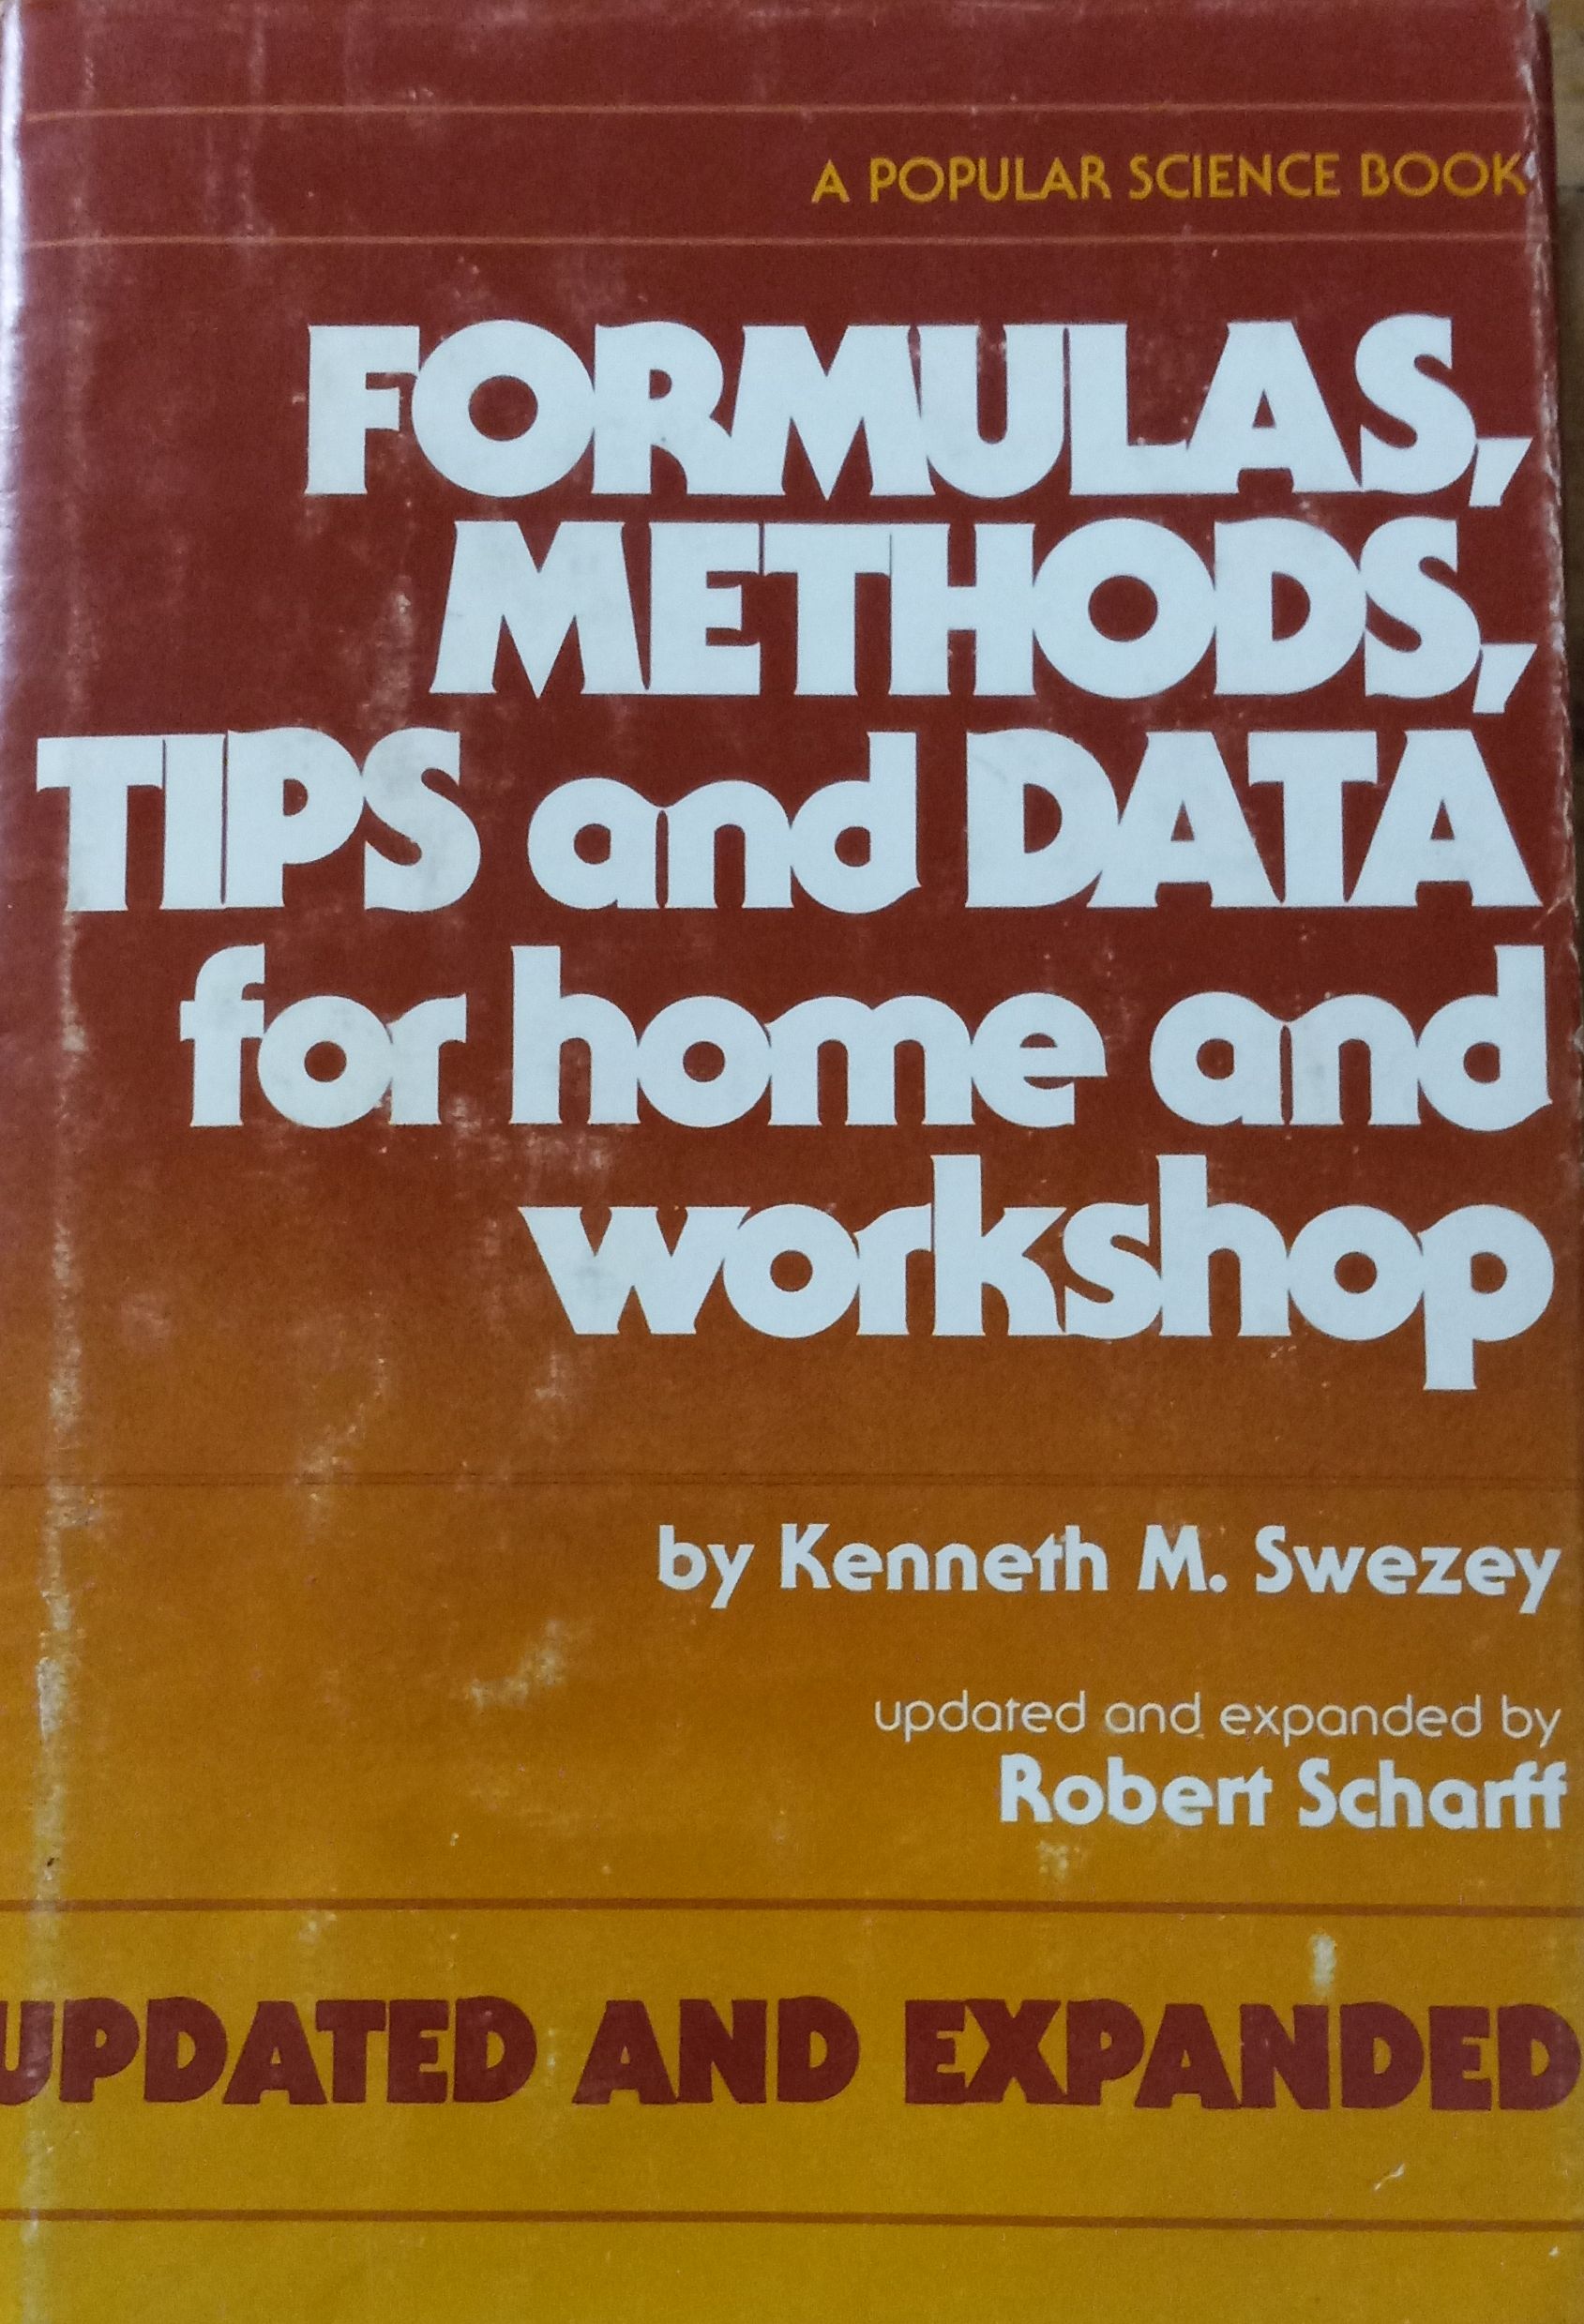 A POPULAR SCIENCE BOOK
FORMULAS,
METHODS,
TIPS and DATA
for home and
workshop
by Kenneth M. Swezey
updated and expanded by
Robert Scharff
UPDATED AND EXPANDED